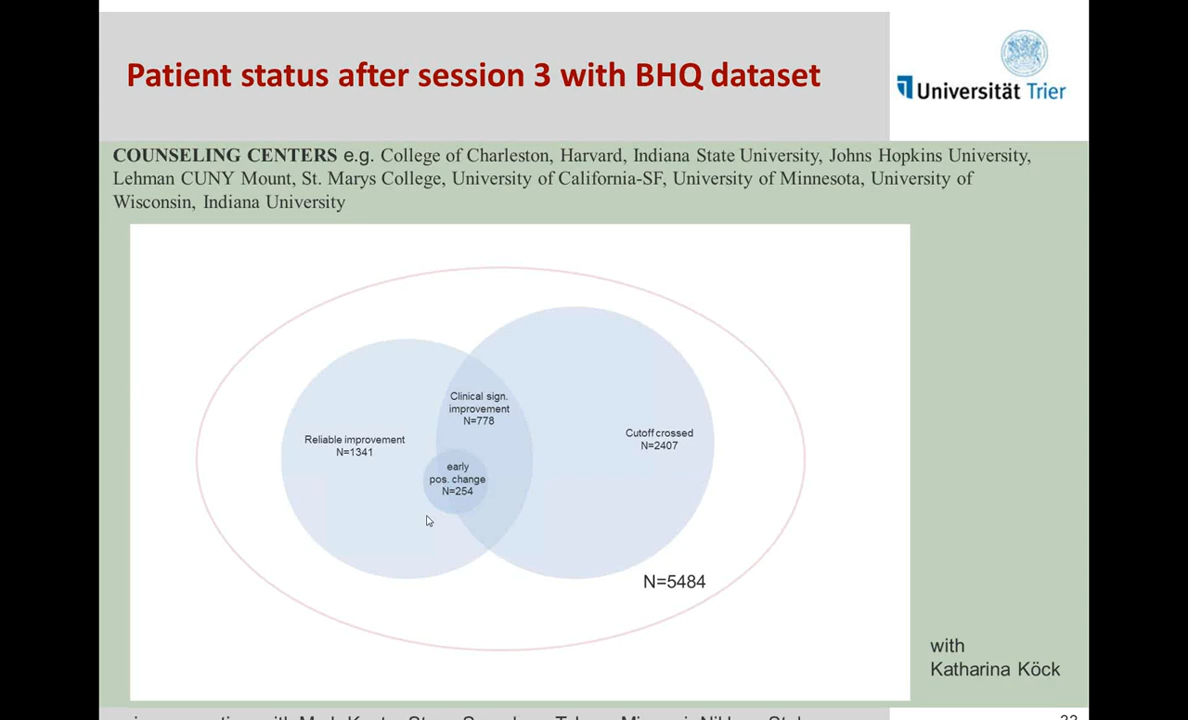 Patient status after session 3 with BHQ dataset
Universität Trier
COUNSELING CENTERS e.g. College of Charleston, Harvard, Indiana State University, Johns Hopkins University,
Lehman CUNY Mount, St. Marys College, University of California-SF, University of Minnesota, University of
Wisconsin, Indiana University
Clinical sign.
improvement
N=778
Reliable improvement
N=1341
Cutoff crossed
N=2407
early
pos. change
N=254
N=5484
with
Katharina Köck